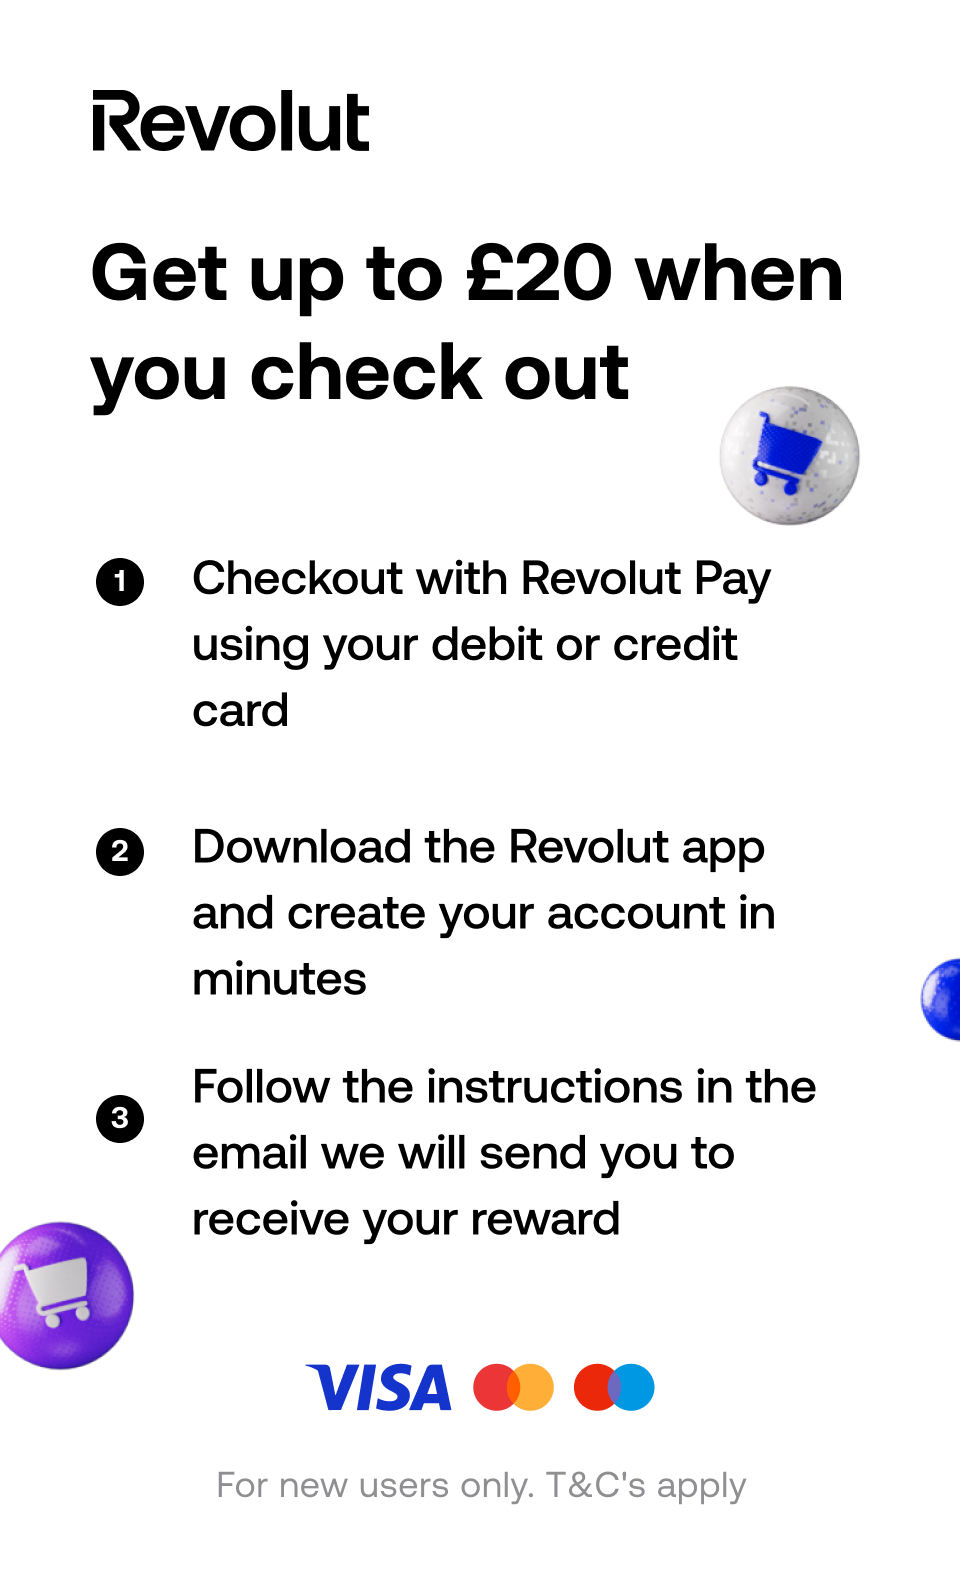 Revolut
Get up to £20 when
you check out
1 Checkout with Revolut Pay
using your debit or credit
card
2 Download the Revolut app
and create your account in
minutes
3 Follow the instructions in the
email we will send you to
receive your reward
VISA
For new users only. T&C's apply